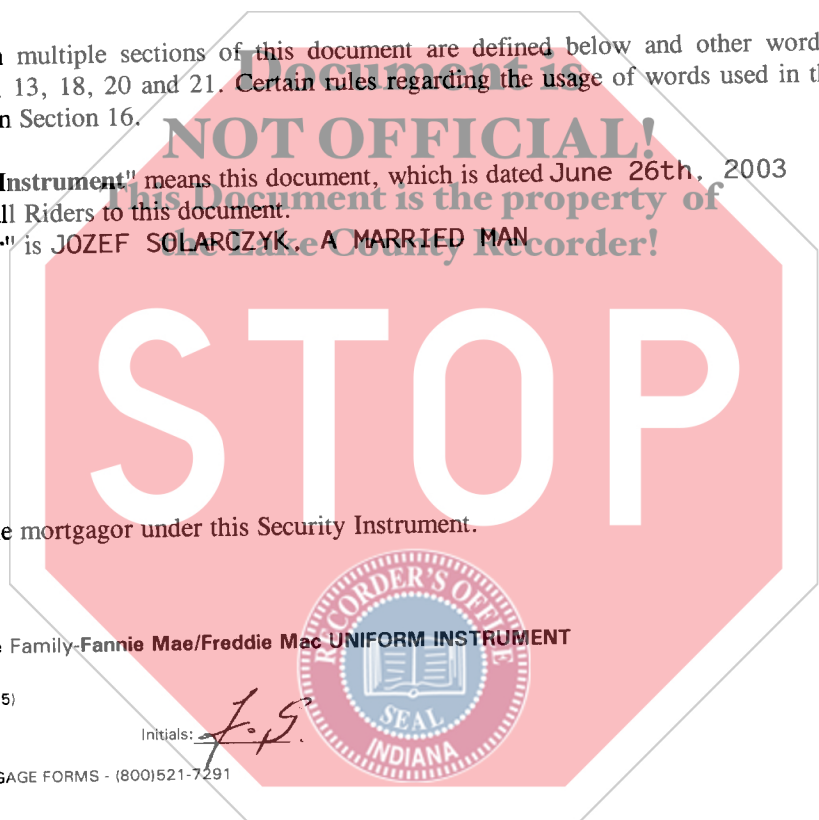 multiple sections of this document are defined below and other word
13, 18, 20 and 21. Certain rules regarding the usage of words used in
n Section 16.
Document is
NOT OFFICIAL!
This Document is the property of
the Lake County Recorder!
Instrument" means this document, which is dated June 26th, 2003
ll Riders to this document.
" is JOZEF SOLARCZYK, A MARRIED MAN
STOP
e mortgagor under this Security Instrument.
RECORDER'S OFFICE
SEAL
INDIANA
Family-Fannie Mae/Freddie Mac UNIFORM INSTRUMENT
5)
Initials: J.S.
GAGE FORMS - (800)521-7291